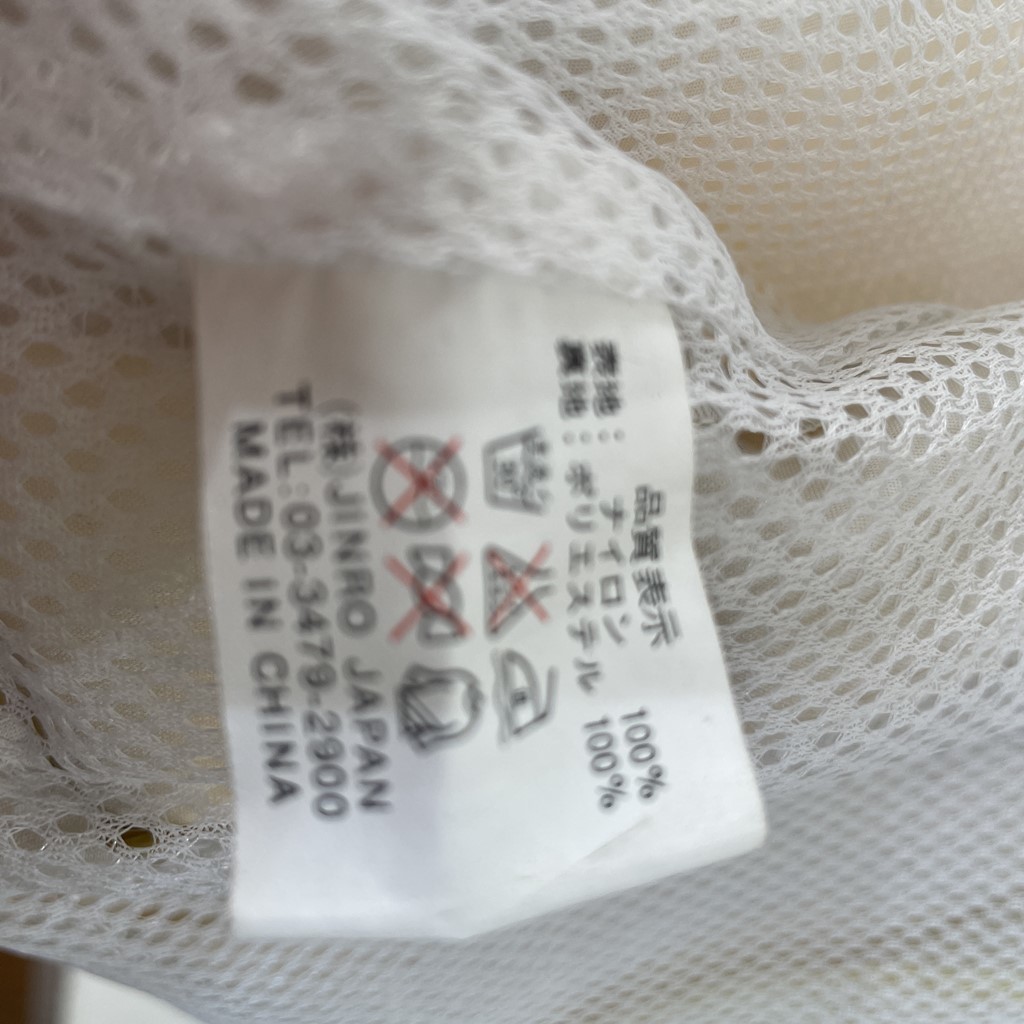 品質表示
表地： ナイロン 100%
裏地： ポリエステル 100%
(株)JINRO JAPAN
TEL:03-3479-2900
MADE IN CHINA